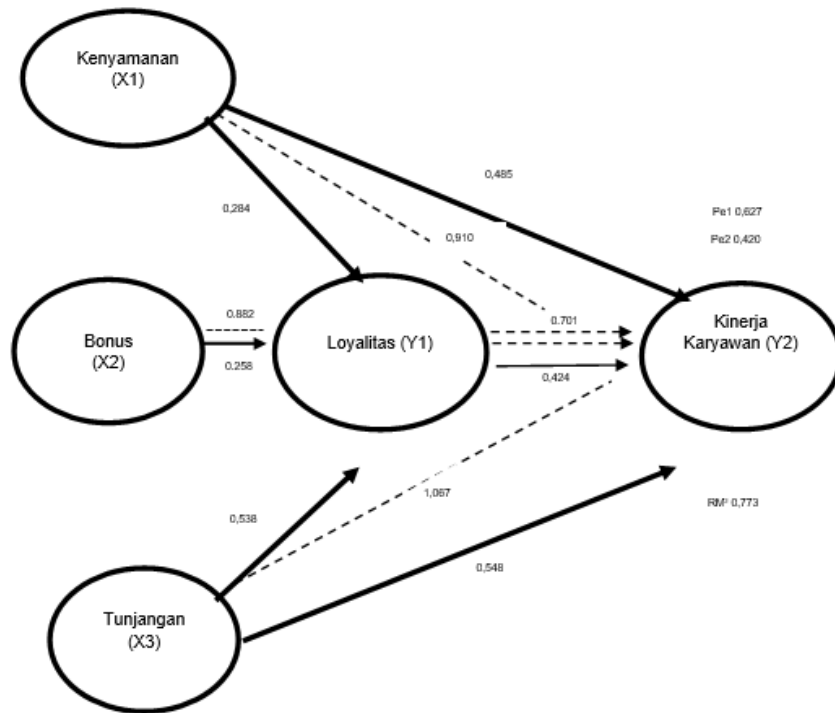 Kenyamanan
(X1)
0,485
Pe1 0,627
0,284
0,910
Pe2 0,420
0.882
0.701
Bonus
(X2)
Loyalitas (Y1)
Kinerja
Karyawan (Y2)
0.258
0,424
1,067
0,538
RM² 0,773
0,548
Tunjangan
(X3)